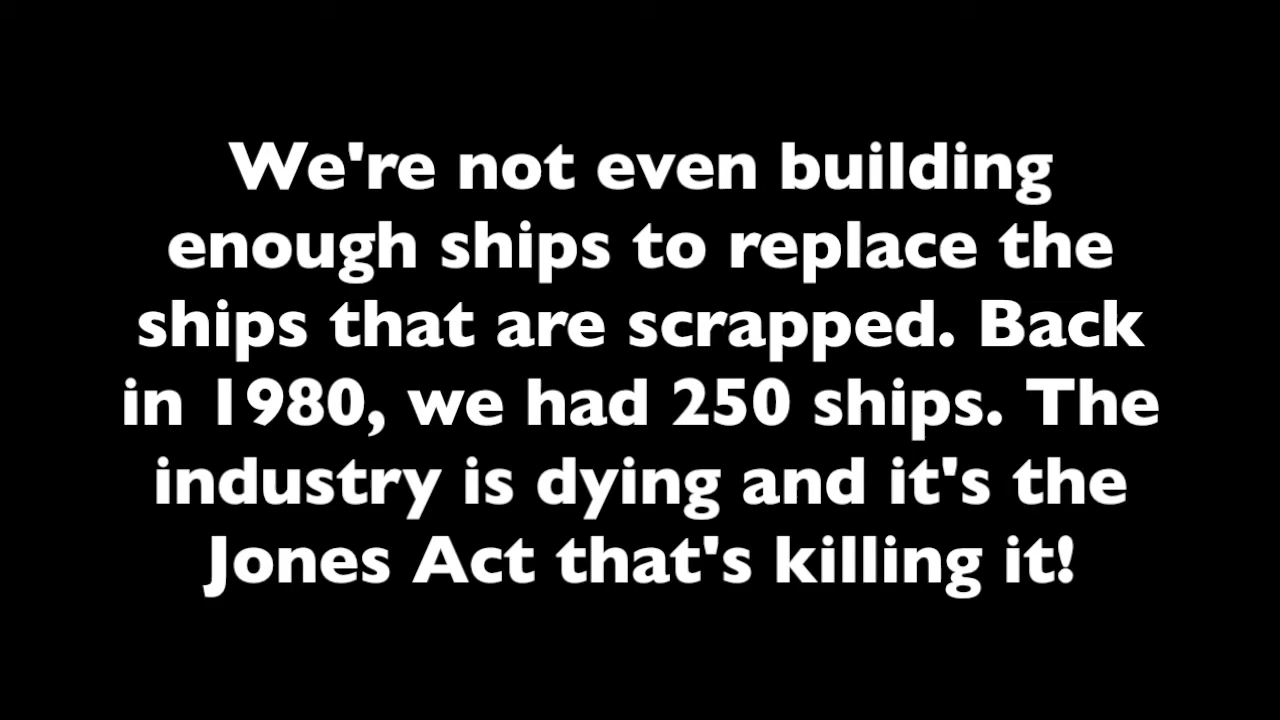 We're not even building
enough ships to replace the
ships that are scrapped. Back
in 1980, we had 250 ships. The
industry is dying and it's the
Jones Act that's killing it!